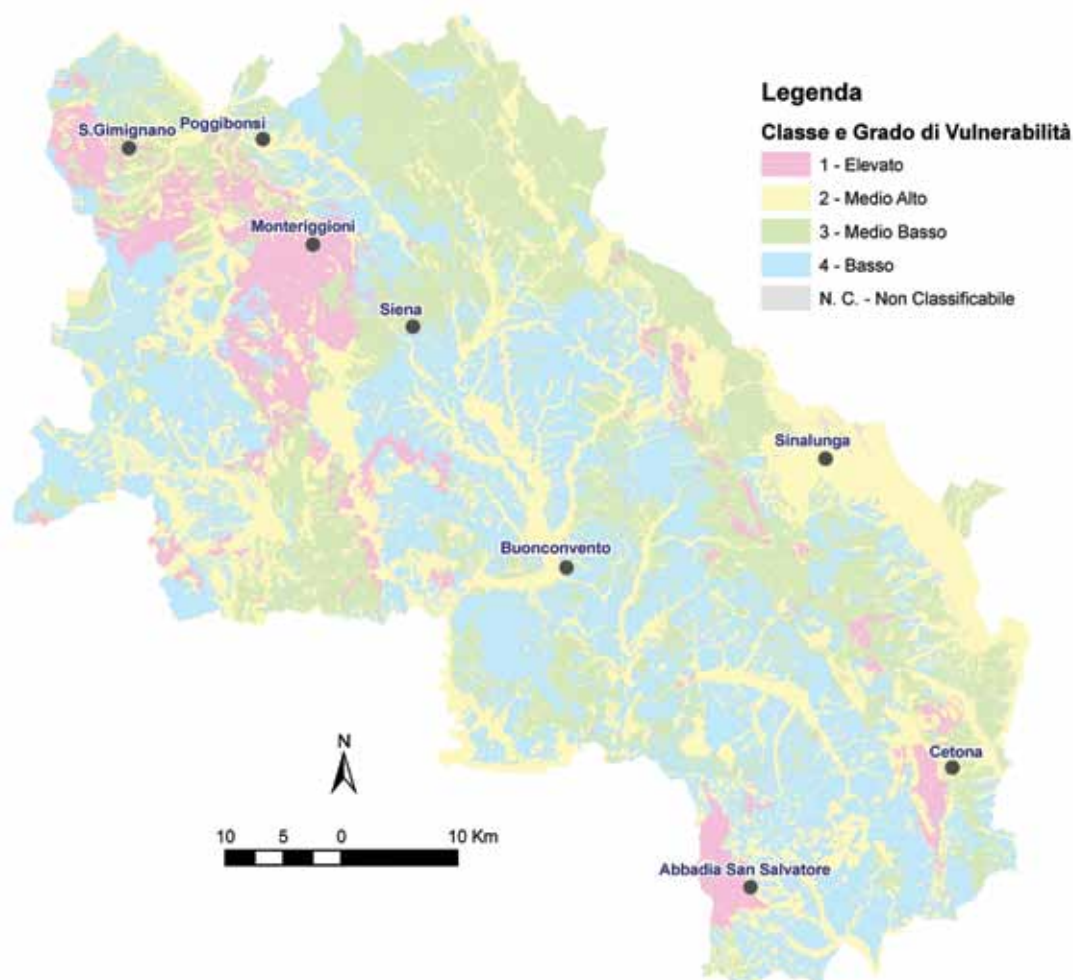 Legenda
Classe e Grado di Vulnerabilità
1 - Elevato
2 - Medio Alto
3 - Medio Basso
4 - Basso
N. C. - Non Classificabile
S.Gimignano
Poggibonsi
Monteriggioni
Siena
Sinalunga
Buonconvento
Cetona
Abbadia San Salvatore
N
10 5 0 10 Km